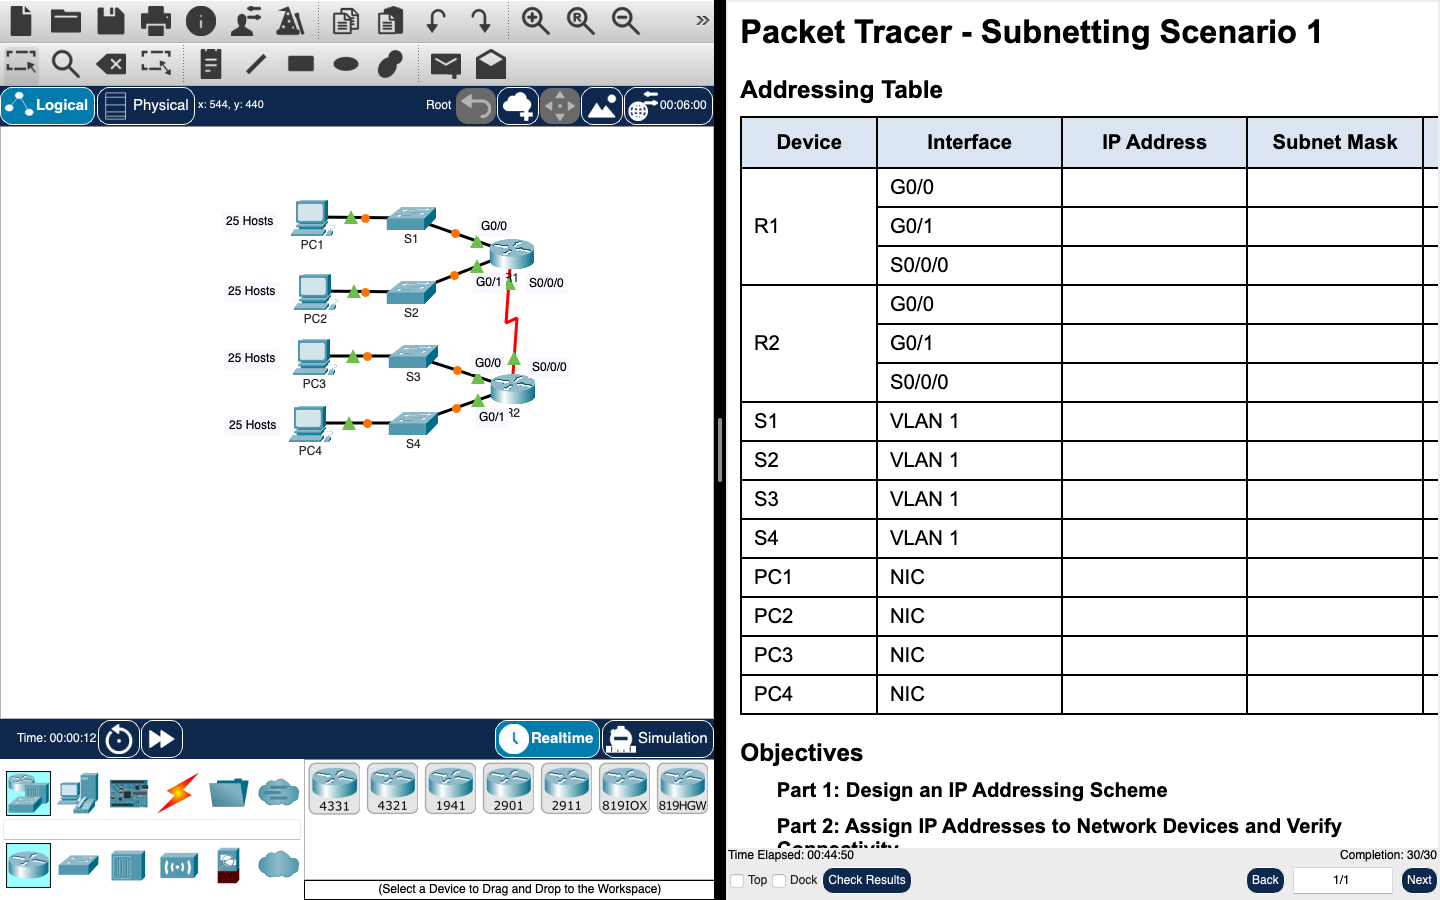 Logical
Physical
x: 544, y: 440
Root
00:06:00
25 Hosts
PC1
S1
G0/0
25 Hosts
PC2
S2
G0/1
S0/0/0
25 Hosts
PC3
S3
G0/0
S0/0/0
25 Hosts
PC4
S4
G0/1
Time: 00:00:12
Realtime
Simulation
4331
4321
1941
2901
2911
819IOX
819HGW
(Select a Device to Drag and Drop to the Workspace)
Packet Tracer - Subnetting Scenario 1
Addressing Table
Device Interface IP Address Subnet Mask
R1
G0/0
G0/1
S0/0/0
R2
G0/0
G0/1
S0/0/0
S1 VLAN 1
S2 VLAN 1
S3 VLAN 1
S4 VLAN 1
PC1 NIC
PC2 NIC
PC3 NIC
PC4 NIC
Objectives
Part 1: Design an IP Addressing Scheme
Part 2: Assign IP Addresses to Network Devices and Verify
Connectivity
Time Elapsed: 00:44:50
Completion: 30/30
Top
Dock
Check Results
Back
1/1
Next